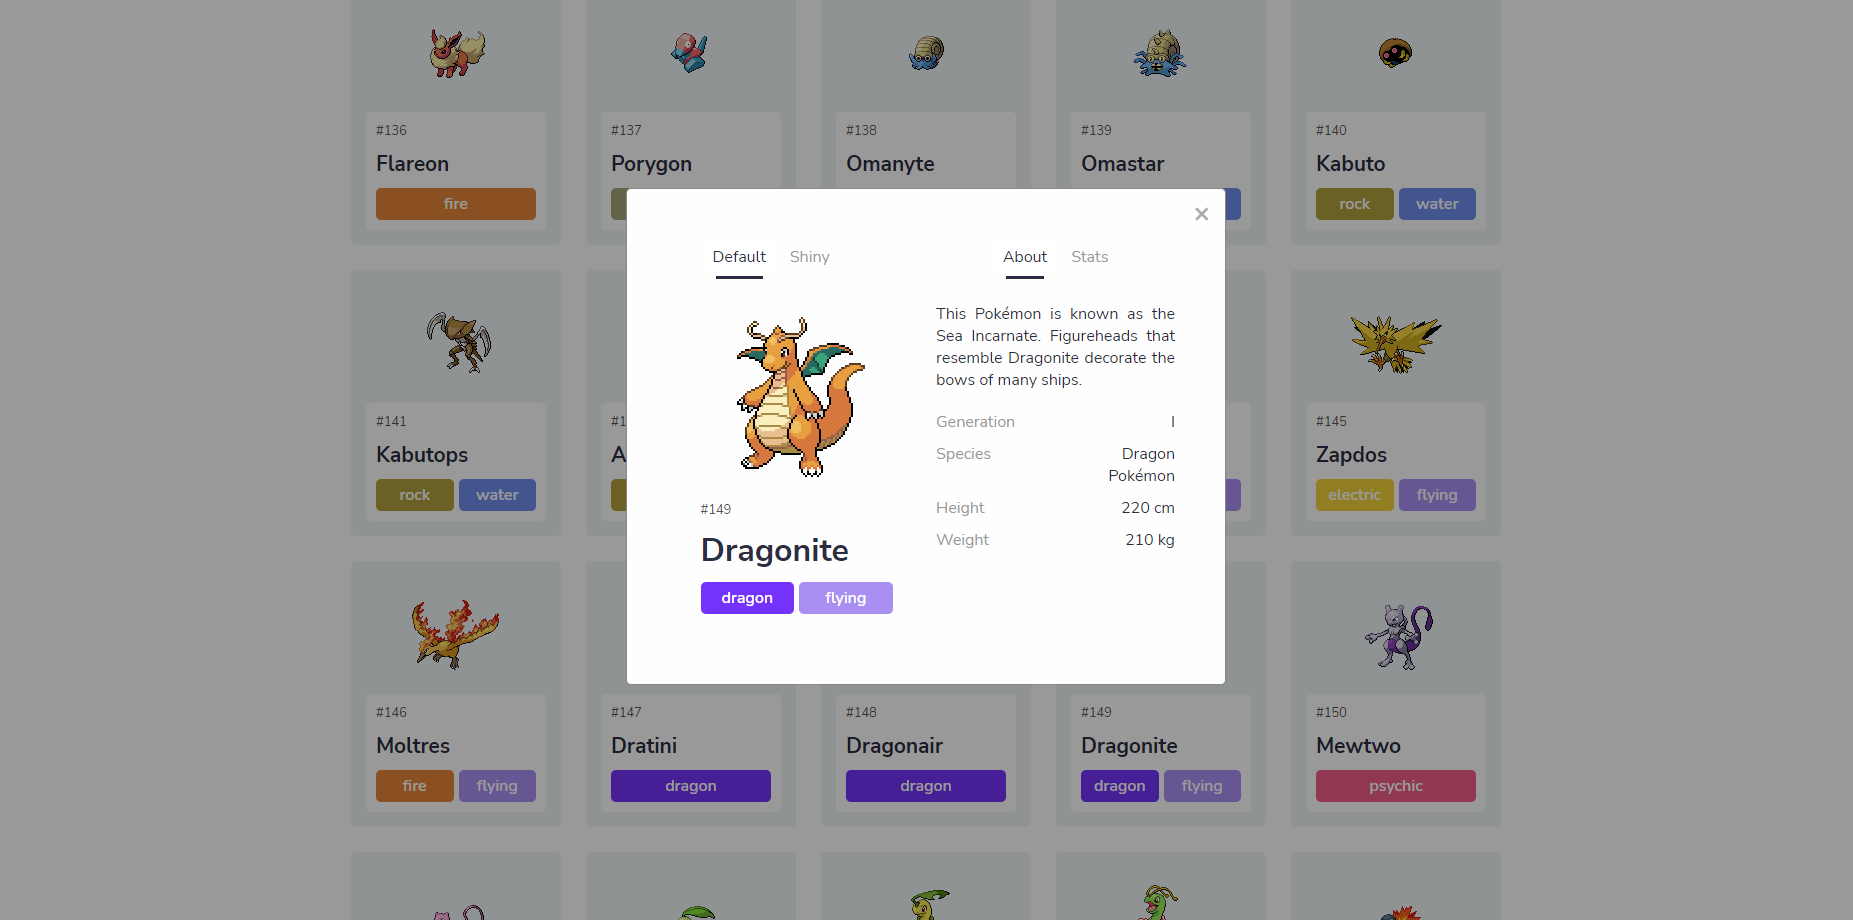 #136
#137
#138
#139
#140
Flareon
Porygon
Omanyte
Omastar
Kabuto
fire
rock
water
Default
Shiny
About
Stats
This Pokémon is known as the
Sea Incarnate. Figureheads that
resemble Dragonite decorate the
bows of many ships.
Generation
I
Species
Dragon
Pokémon
Height
220 cm
Weight
210 kg
#149
Dragonite
dragon
flying
#141
#145
Kabutops
Zapdos
rock
water
electric
flying
#146
#147
#148
#149
#150
Moltres
Dratini
Dragonair
Dragonite
Mewtwo
fire
flying
dragon
dragon
dragon
flying
psychic